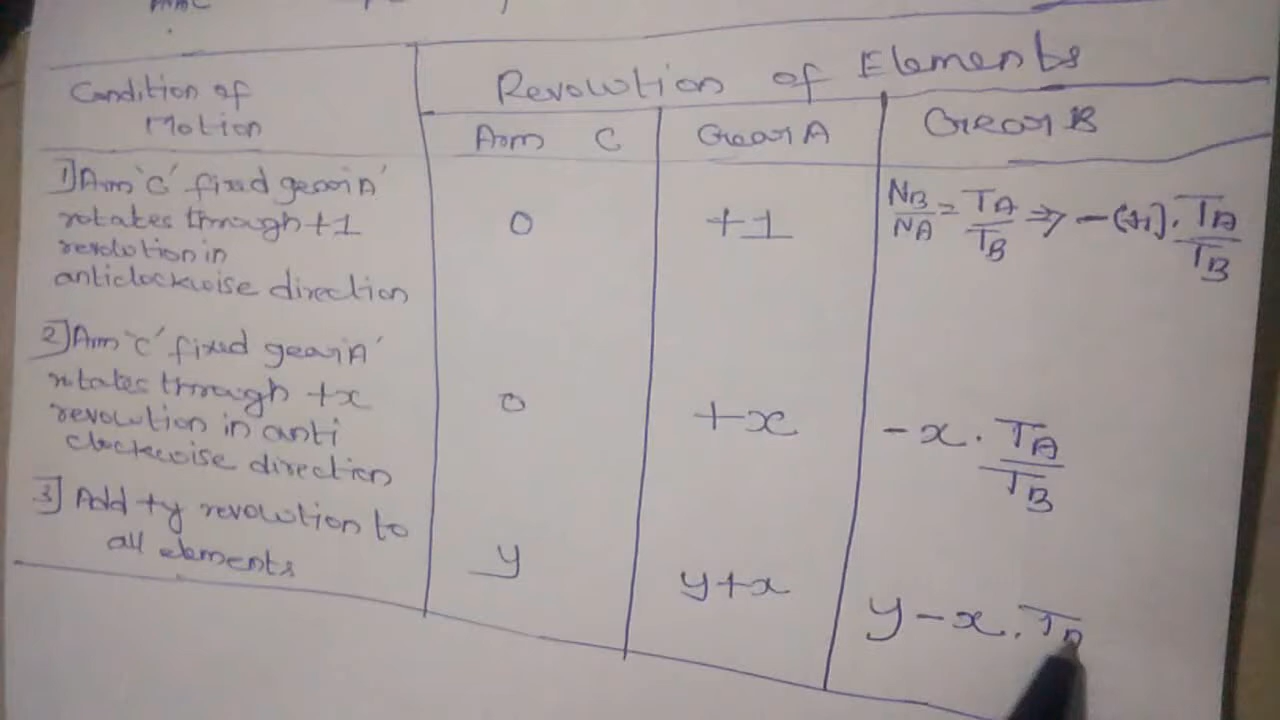 Revolution of Elements
Condition of
Motion
Arm C
Gear A
Gear B
1] Arm 'C' fixed gear 'A'
rotates through +1
revolution in
anticlockwise direction
0
+1
NB/NA = TA/TB ⇒ -(+1) . TA/TB
2] Arm 'C' fixed gear 'A'
rotates through +x
revolution in anti
clockwise direction
0
+x
-x . TA/TB
3] Add +y revolution to
all elements
y
y+x
y-x . TA